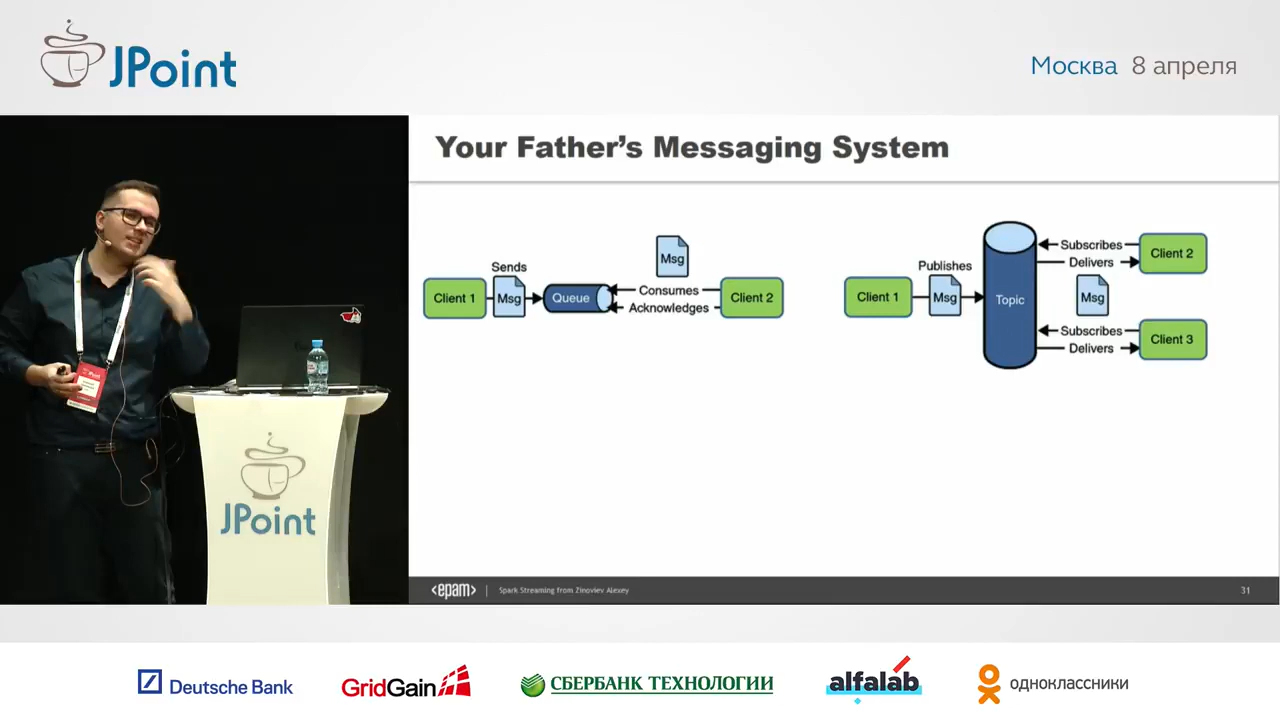 JPoint
Москва 8 апреля
Your Father's Messaging System
Client 1
Sends
Msg
Queue
Msg
Consumes
Acknowledges
Client 2
Client 1
Publishes
Msg
Topic
Subscribes
Delivers
Msg
Subscribes
Delivers
Client 2
Client 3
JPoint
<epam> | Spark Streaming from Zinoviev Alexey
31
Deutsche Bank
GridGain
СБЕРБАНК ТЕХНОЛОГИИ
alfalab
одноклассники